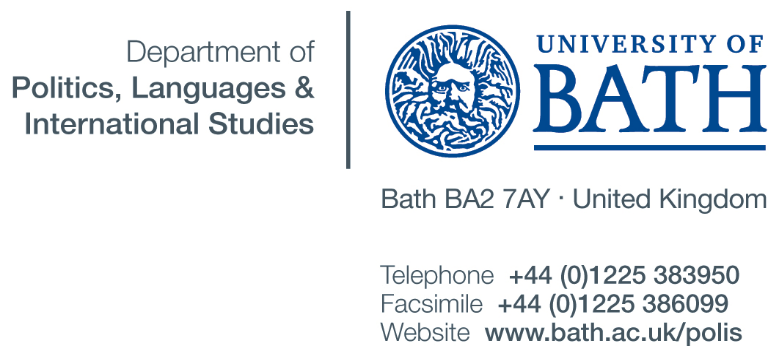 Department of
Politics, Languages &
International Studies
UNIVERSITY OF
BATH
Bath BA2 7AY · United Kingdom
Telephone +44 (0)1225 383950
Facsimile +44 (0)1225 386099
Website www.bath.ac.uk/polis